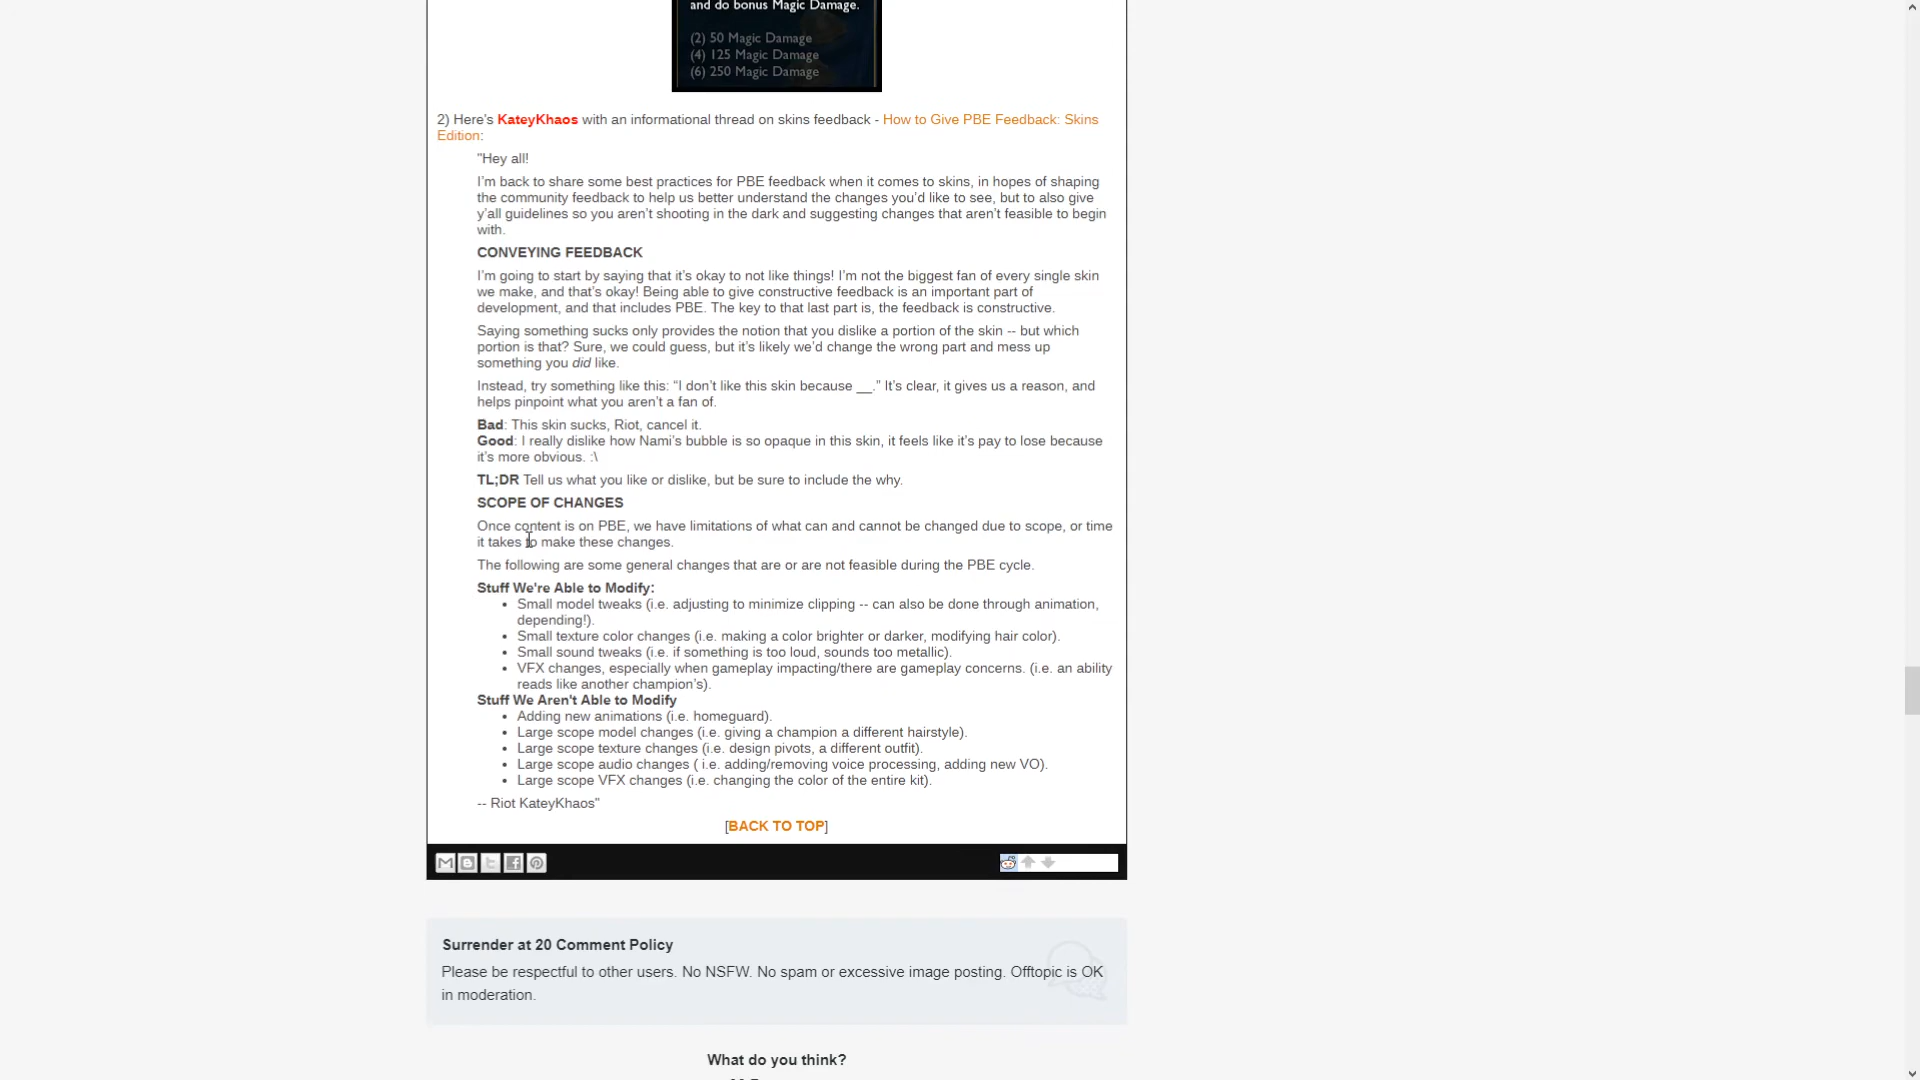 and do bonus Magic Damage.
(2) 50 Magic Damage
(4) 125 Magic Damage
(6) 250 Magic Damage
2) Here's KateyKhaos with an informational thread on skins feedback - How to Give PBE Feedback: Skins
Edition:
"Hey all!
I’m back to share some best practices for PBE feedback when it comes to skins, in hopes of shaping
the community feedback to help us better understand the changes you’d like to see, but to also give
y’all guidelines so you aren’t shooting in the dark and suggesting changes that aren’t feasible to begin
with.
CONVEYING FEEDBACK
I’m going to start by saying that it’s okay to not like things! I’m not the biggest fan of every single skin
we make, and that’s okay! Being able to give constructive feedback is an important part of
development, and that includes PBE. The key to that last part is, the feedback is constructive.
Saying something sucks only provides the notion that you dislike a portion of the skin -- but which
portion is that? Sure, we could guess, but it’s likely we’d change the wrong part and mess up
something you did like.
Instead, try something like this: “I don’t like this skin because __.” It’s clear, it gives us a reason, and
helps pinpoint what you aren’t a fan of.
Bad: This skin sucks, Riot, cancel it.
Good: I really dislike how Nami’s bubble is so opaque in this skin, it feels like it’s pay to lose because
it’s more obvious. :\
TL;DR Tell us what you like or dislike, but be sure to include the why.
SCOPE OF CHANGES
Once content is on PBE, we have limitations of what can and cannot be changed due to scope, or time
it takes to make these changes.
The following are some general changes that are or are not feasible during the PBE cycle.
Stuff We're Able to Modify:
• Small model tweaks (i.e. adjusting to minimize clipping -- can also be done through animation,
depending!).
• Small texture color changes (i.e. making a color brighter or darker, modifying hair color).
• Small sound tweaks (i.e. if something is too loud, sounds too metallic).
• VFX changes, especially when gameplay impacting/there are gameplay concerns. (i.e. an ability
reads like another champion’s).
Stuff We Aren't Able to Modify
• Adding new animations (i.e. homeguard).
• Large scope model changes (i.e. giving a champion a different hairstyle).
• Large scope texture changes (i.e. design pivots, a different outfit).
• Large scope audio changes ( i.e. adding/removing voice processing, adding new VO).
• Large scope VFX changes (i.e. changing the color of the entire kit).
-- Riot KateyKhaos"
[BACK TO TOP]
Surrender at 20 Comment Policy
Please be respectful to other users. No NSFW. No spam or excessive image posting. Offtopic is OK
in moderation.
What do you think?